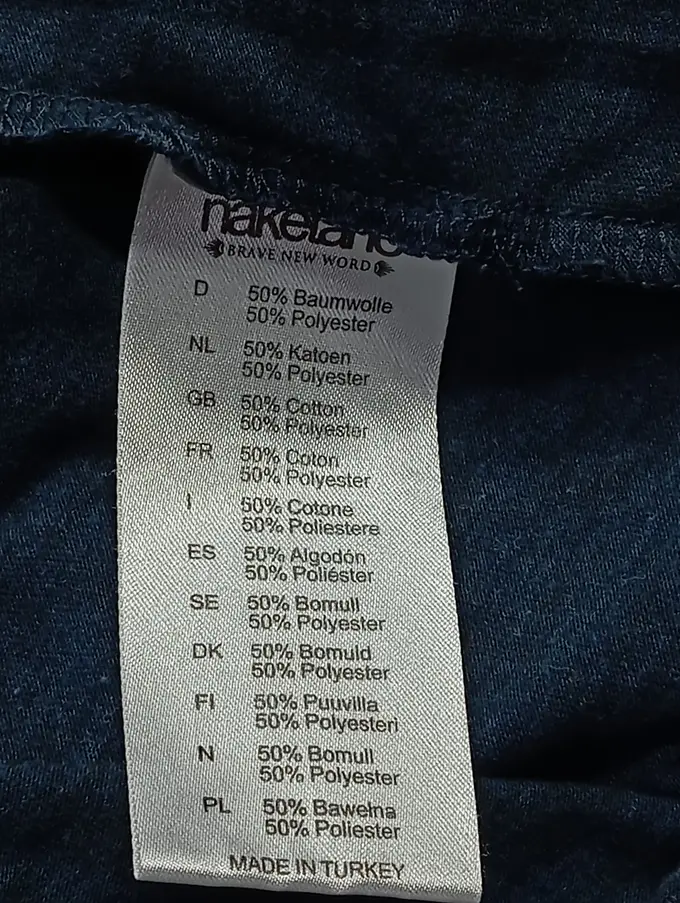 BRAVE NEW WORD
D 50% Baumwolle
50% Polyester
NL 50% Katoen
50% Polyester
GB 50% Cotton
50% Polyester
FR 50% Coton
50% Polyester
I 50% Cotone
50% Poliestere
ES 50% Algodón
50% Poliéster
SE 50% Bomull
50% Polyester
DK 50% Bomuld
50% Polyester
FI 50% Puuvilla
50% Polyesteri
N 50% Bomull
50% Polyester
PL 50% Bawełna
50% Poliester
MADE IN TURKEY